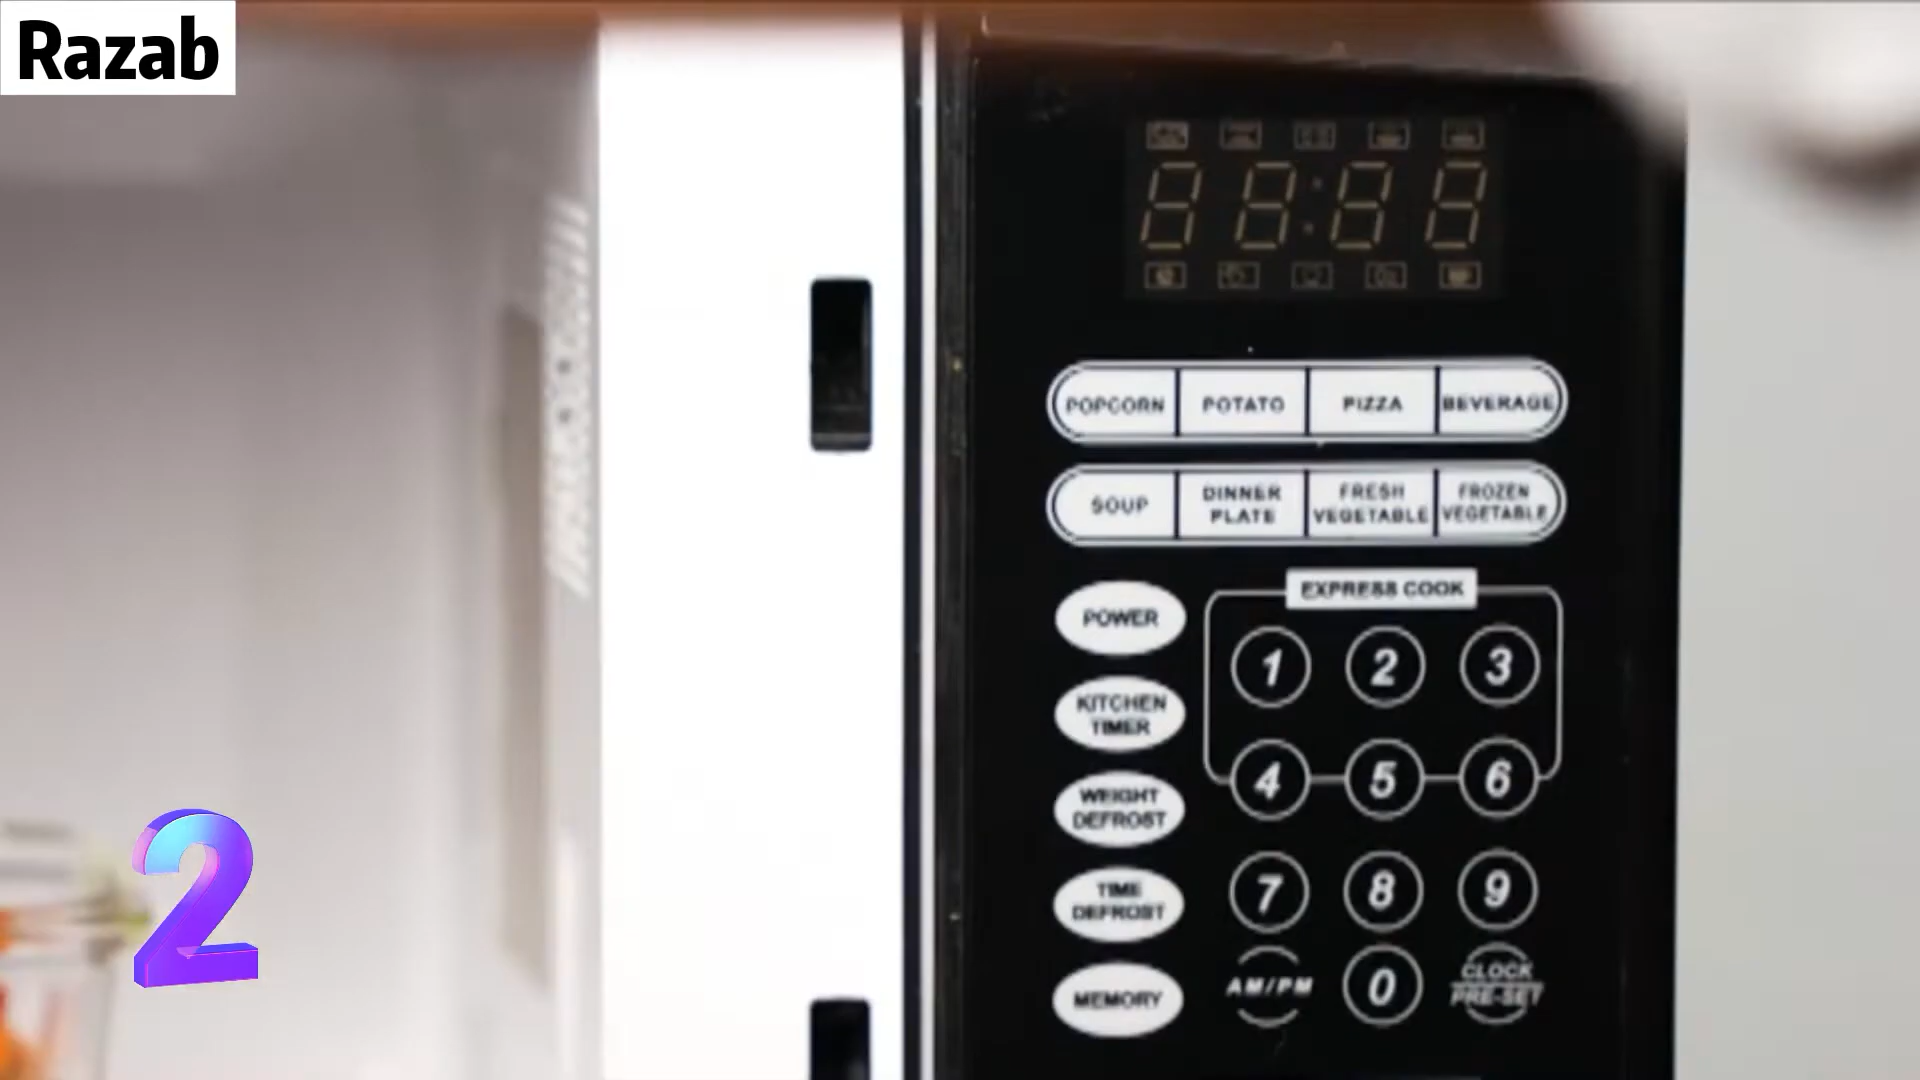 Razab
88:88
POPCORN POTATO PIZZA BEVERAGE
SOUP DINNER PLATE FRESH VEGETABLE FROZEN VEGETABLE
EXPRESS COOK
POWER 1 2 3
KITCHEN TIMER
4 5 6
WEIGHT DEFROST
TIME DEFROST 7 8 9
MEMORY AM/PM 0 CLOCK PRE-SET
2